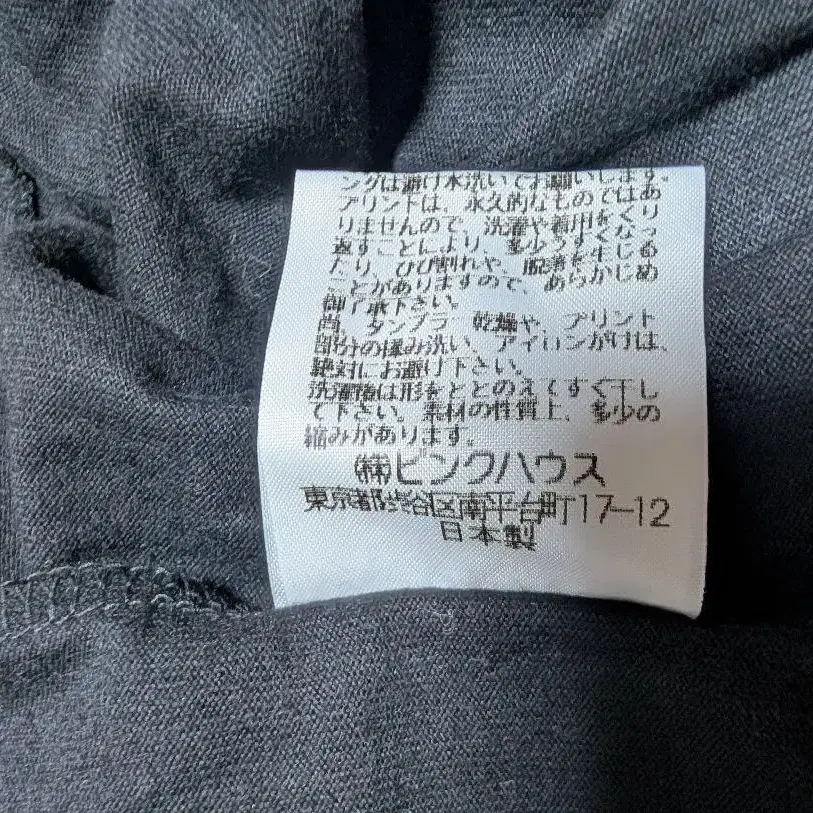 ングは避け水洗いでお願いします。
プリントは、永久的なものではあ
りませんので、洗濯や着用をくり
返すことにより、多少うすくなっ
たり、ひび割れや、脱落を生じる
ことがありますので、あらかじめ
御了承下さい。
尚、タンブラー乾燥や、プリント
部分の揉み洗い、アイロンがけは、
絶対にお避け下さい。
洗濯後は形をととのえてすぐ干し
て下さい。素材の性質上、多少の
縮みがあります。
㈱ピンクハウス
東京都渋谷区南平台町17-12
日本製